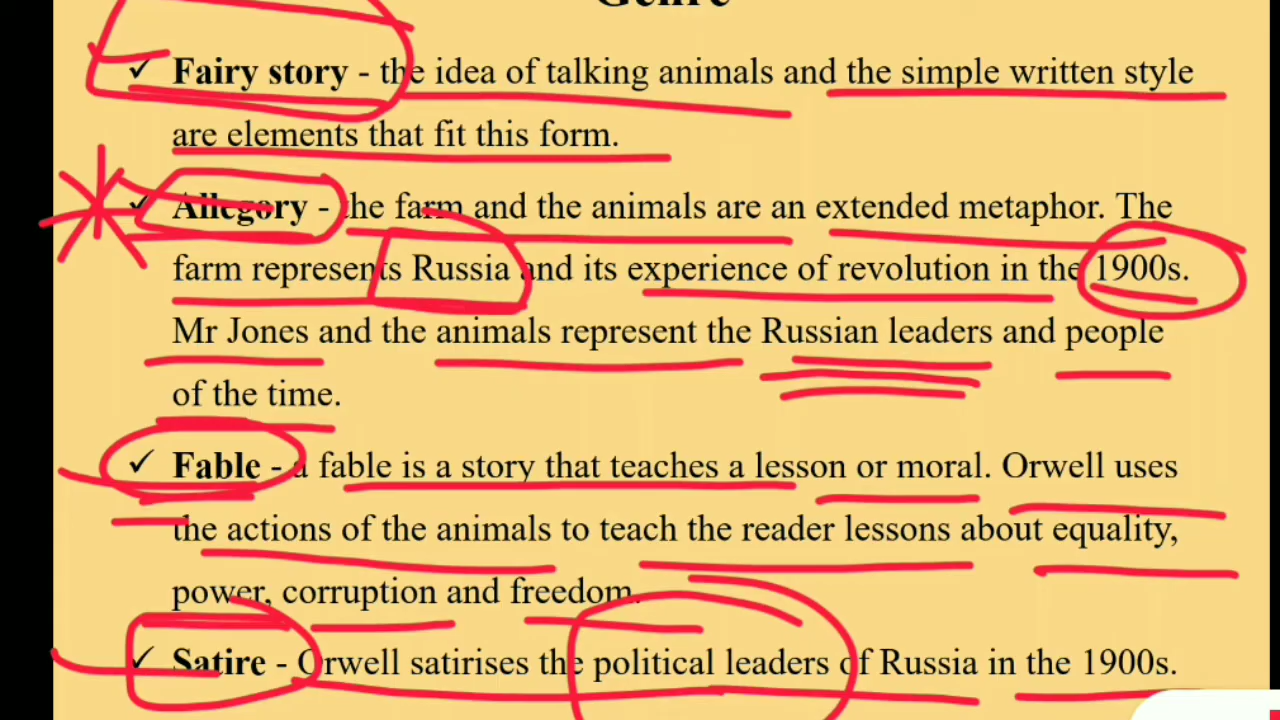 Genre
✓ Fairy story - the idea of talking animals and the simple written style
are elements that fit this form.
✓ Allegory - the farm and the animals are an extended metaphor. The
farm represents Russia and its experience of revolution in the 1900s.
Mr Jones and the animals represent the Russian leaders and people
of the time.
✓ Fable - a fable is a story that teaches a lesson or moral. Orwell uses
the actions of the animals to teach the reader lessons about equality,
power, corruption and freedom.
✓ Satire - Orwell satirises the political leaders of Russia in the 1900s.